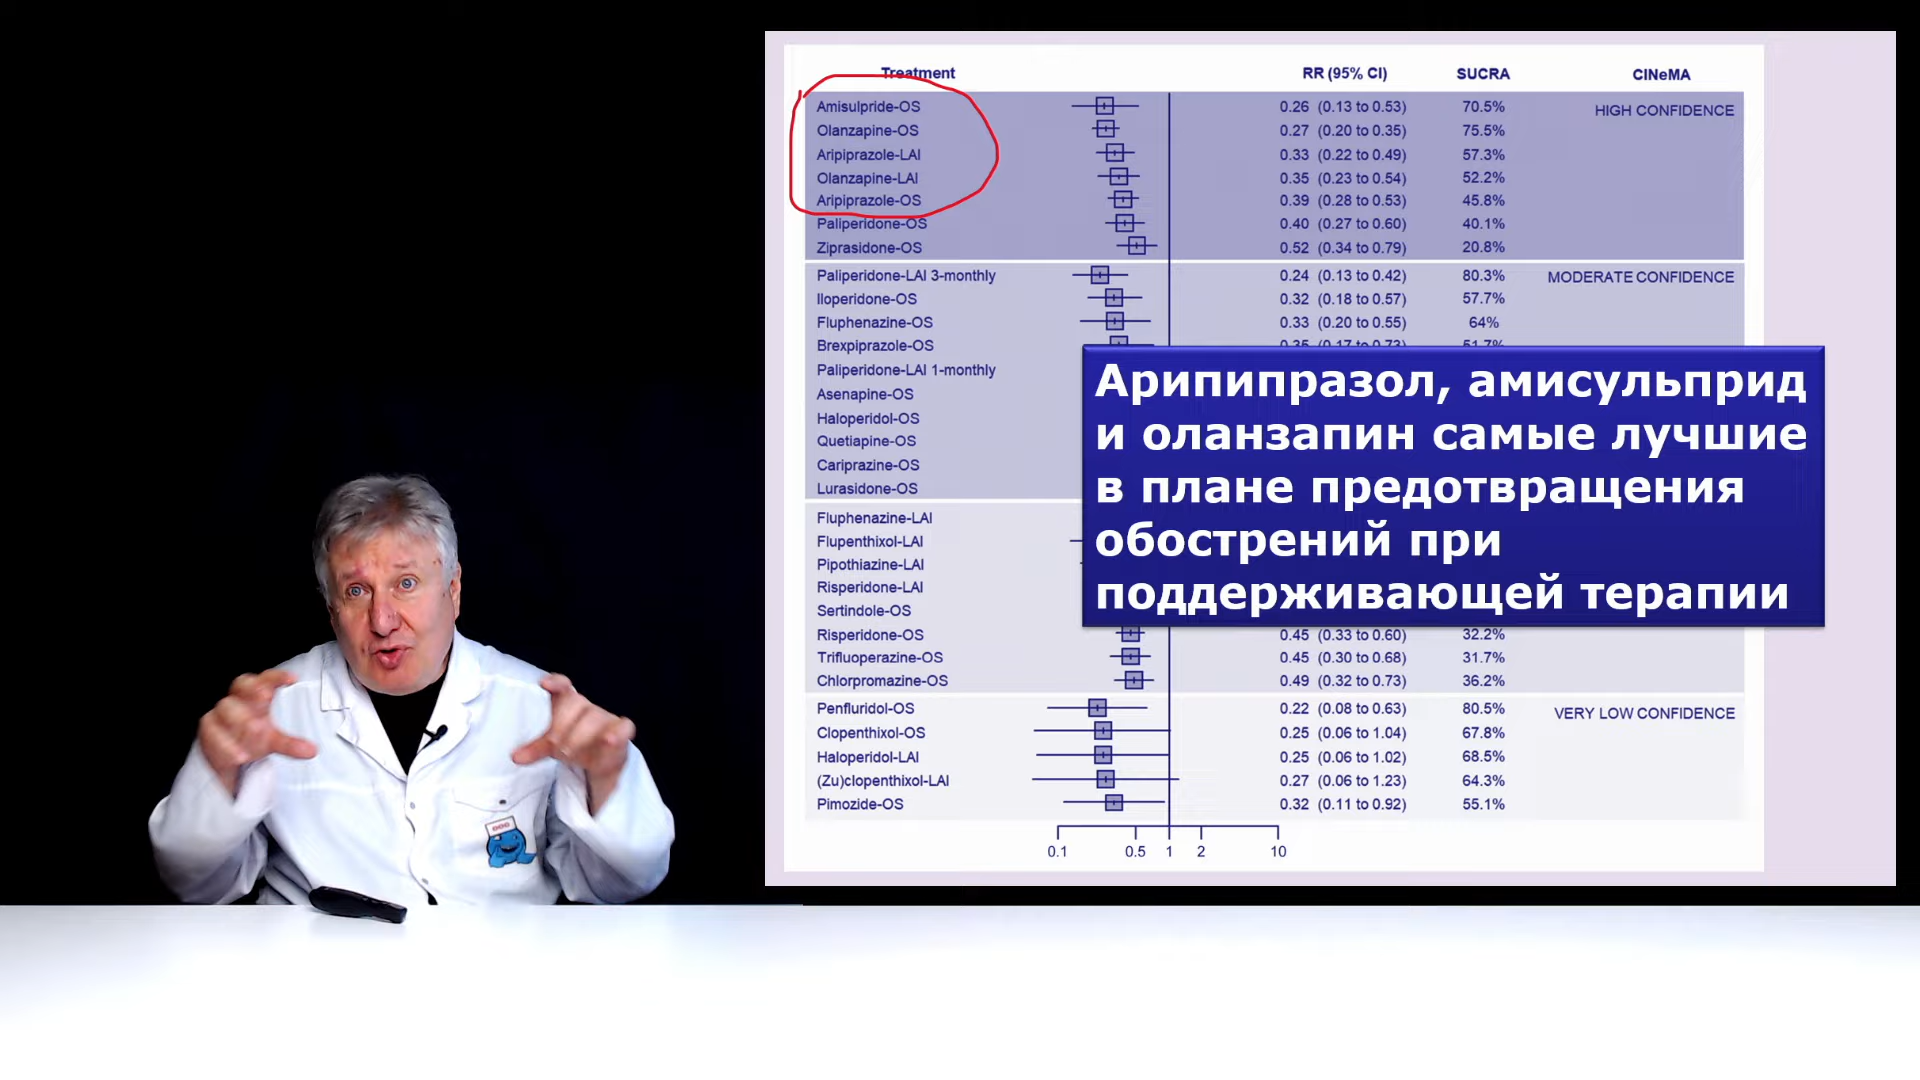 Treatment RR (95% CI) SUCRA CINeMA
Amisulpride-OS 0.26 (0.13 to 0.53) 70.5% HIGH CONFIDENCE
Olanzapine-OS 0.27 (0.20 to 0.35) 75.5%
Aripiprazole-LAI 0.33 (0.22 to 0.49) 57.3%
Olanzapine-LAI 0.35 (0.23 to 0.54) 52.2%
Aripiprazole-OS 0.39 (0.28 to 0.53) 45.8%
Paliperidone-OS 0.40 (0.27 to 0.60) 40.1%
Ziprasidone-OS 0.52 (0.34 to 0.79) 20.8%
Paliperidone-LAI 3-monthly 0.24 (0.13 to 0.42) 80.3% MODERATE CONFIDENCE
Iloperidone-OS 0.32 (0.18 to 0.57) 57.7%
Fluphenazine-OS 0.33 (0.20 to 0.55) 64%
Brexpiprazole-OS
Paliperidone-LAI 1-monthly
Asenapine-OS
Haloperidol-OS
Quetiapine-OS
Cariprazine-OS
Lurasidone-OS
Fluphenazine-LAI
Flupenthixol-LAI
Pipothiazine-LAI
Risperidone-LAI
Sertindole-OS
Risperidone-OS 0.45 (0.33 to 0.60) 32.2%
Trifluoperazine-OS 0.45 (0.30 to 0.68) 31.7%
Chlorpromazine-OS 0.49 (0.32 to 0.73) 36.2%
Penfluridol-OS 0.22 (0.08 to 0.63) 80.5% VERY LOW CONFIDENCE
Clopenthixol-OS 0.25 (0.06 to 1.04) 67.8%
Haloperidol-LAI 0.25 (0.06 to 1.02) 68.5%
(Zu)clopenthixol-LAI 0.27 (0.06 to 1.23) 64.3%
Pimozide-OS 0.32 (0.11 to 0.92) 55.1%
0.1 0.5 1 2 10
Арипипразол, амисульприд
и оланзапин самые лучшие
в плане предотвращения
обострений при
поддерживающей терапии